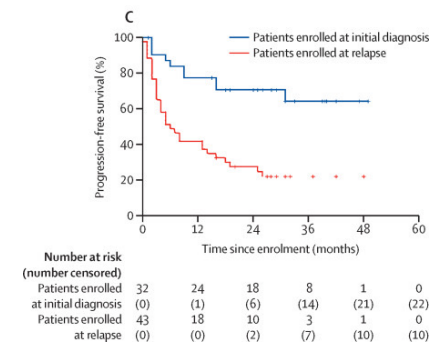 C
Patients enrolled at initial diagnosis
Patients enrolled at relapse
Progression-free survival (%)
100
80
60
40
20
0
0 12 24 36 48 60
Time since enrolment (months)
Number at risk
(number censored)
Patients enrolled 32 24 18 8 1 0
at initial diagnosis (0) (1) (6) (14) (21) (22)
Patients enrolled 43 18 10 3 1 0
at relapse (0) (0) (2) (7) (10) (10)